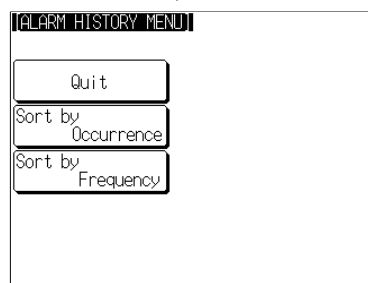 [ALARM HISTORY MENU]
Quit
Sort by
Occurrence
Sort by
Frequency